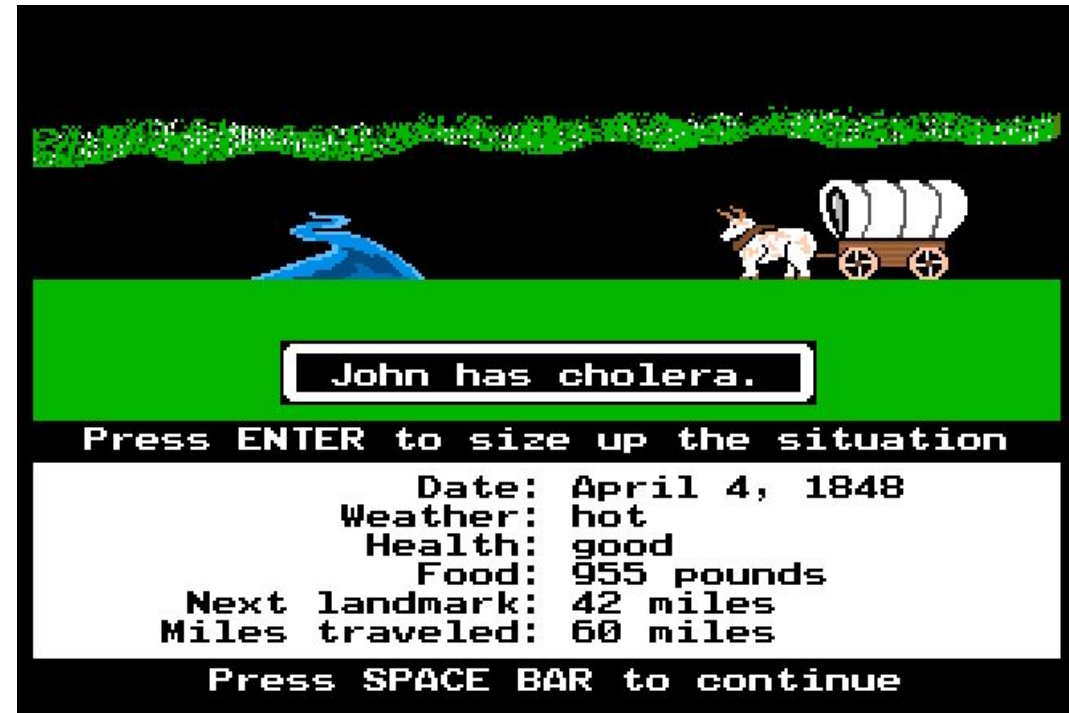 John has cholera.
Press ENTER to size up the situation
Date: April 4, 1848
Weather: hot
Health: good
Food: 955 pounds
Next landmark: 42 miles
Miles traveled: 60 miles
Press SPACE BAR to continue